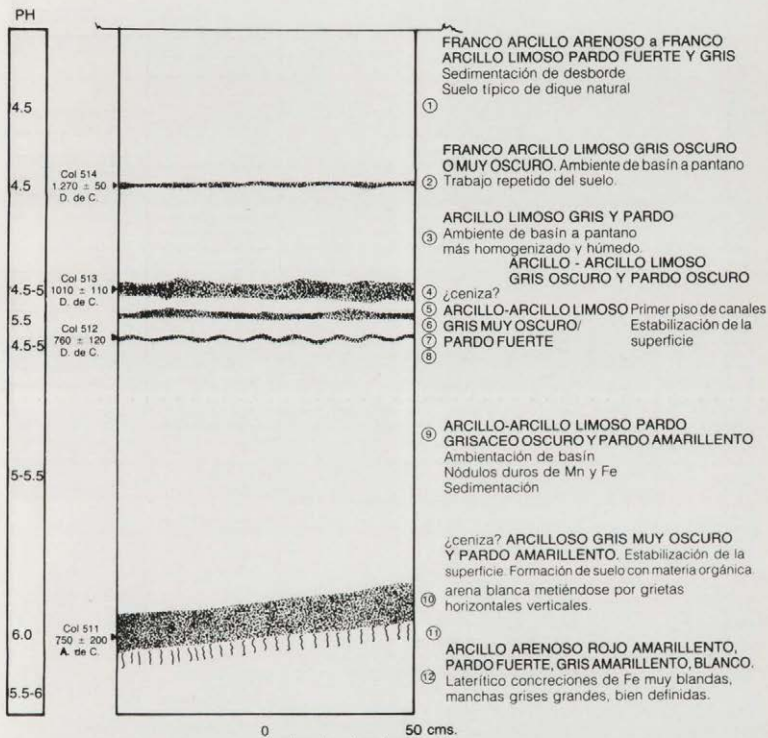 PH
4.5
4.5
4.5-5
5.5
4.5-5
5-5.5
6.0
5.5-6
Col 514
1.270 ± 50
D. de C.
Col 513
1010 ± 110
D. de C.
Col 512
760 ± 120
D. de C.
Col 511
750 ± 200
A. de C.
FRANCO ARCILLO ARENOSO a FRANCO
ARCILLO LIMOSO PARDO FUERTE Y GRIS
Sedimentación de desborde
Suelo típico de dique natural
①
FRANCO ARCILLO LIMOSO GRIS OSCURO
O MUY OSCURO. Ambiente de basín a pantano
② Trabajo repetido del suelo.
ARCILLO LIMOSO GRIS Y PARDO
③ Ambiente de basín a pantano
más homogenizado y húmedo.
ARCILLO - ARCILLO LIMOSO
GRIS OSCURO Y PARDO OSCURO
④ ¿ceniza?
⑤ ARCILLO-ARCILLO LIMOSO Primer piso de canales
⑥ GRIS MUY OSCURO/ Estabilización de la
⑦ PARDO FUERTE superficie
⑧
⑨ ARCILLO-ARCILLO LIMOSO PARDO
GRISACEO OSCURO Y PARDO AMARILLENTO
Ambientación de basín
Nódulos duros de Mn y Fe
Sedimentación
¿ceniza? ARCILLOSO GRIS MUY OSCURO
Y PARDO AMARILLENTO. Estabilización de la
superficie. Formación de suelo con materia orgánica.
⑩ arena blanca metiéndose por grietas
horizontales verticales.
⑪
ARCILLO ARENOSO ROJO AMARILLENTO,
PARDO FUERTE, GRIS AMARILLENTO, BLANCO.
⑫ Laterítico concreciones de Fe muy blandas,
manchas grises grandes, bien definidas.
0 50 cms.